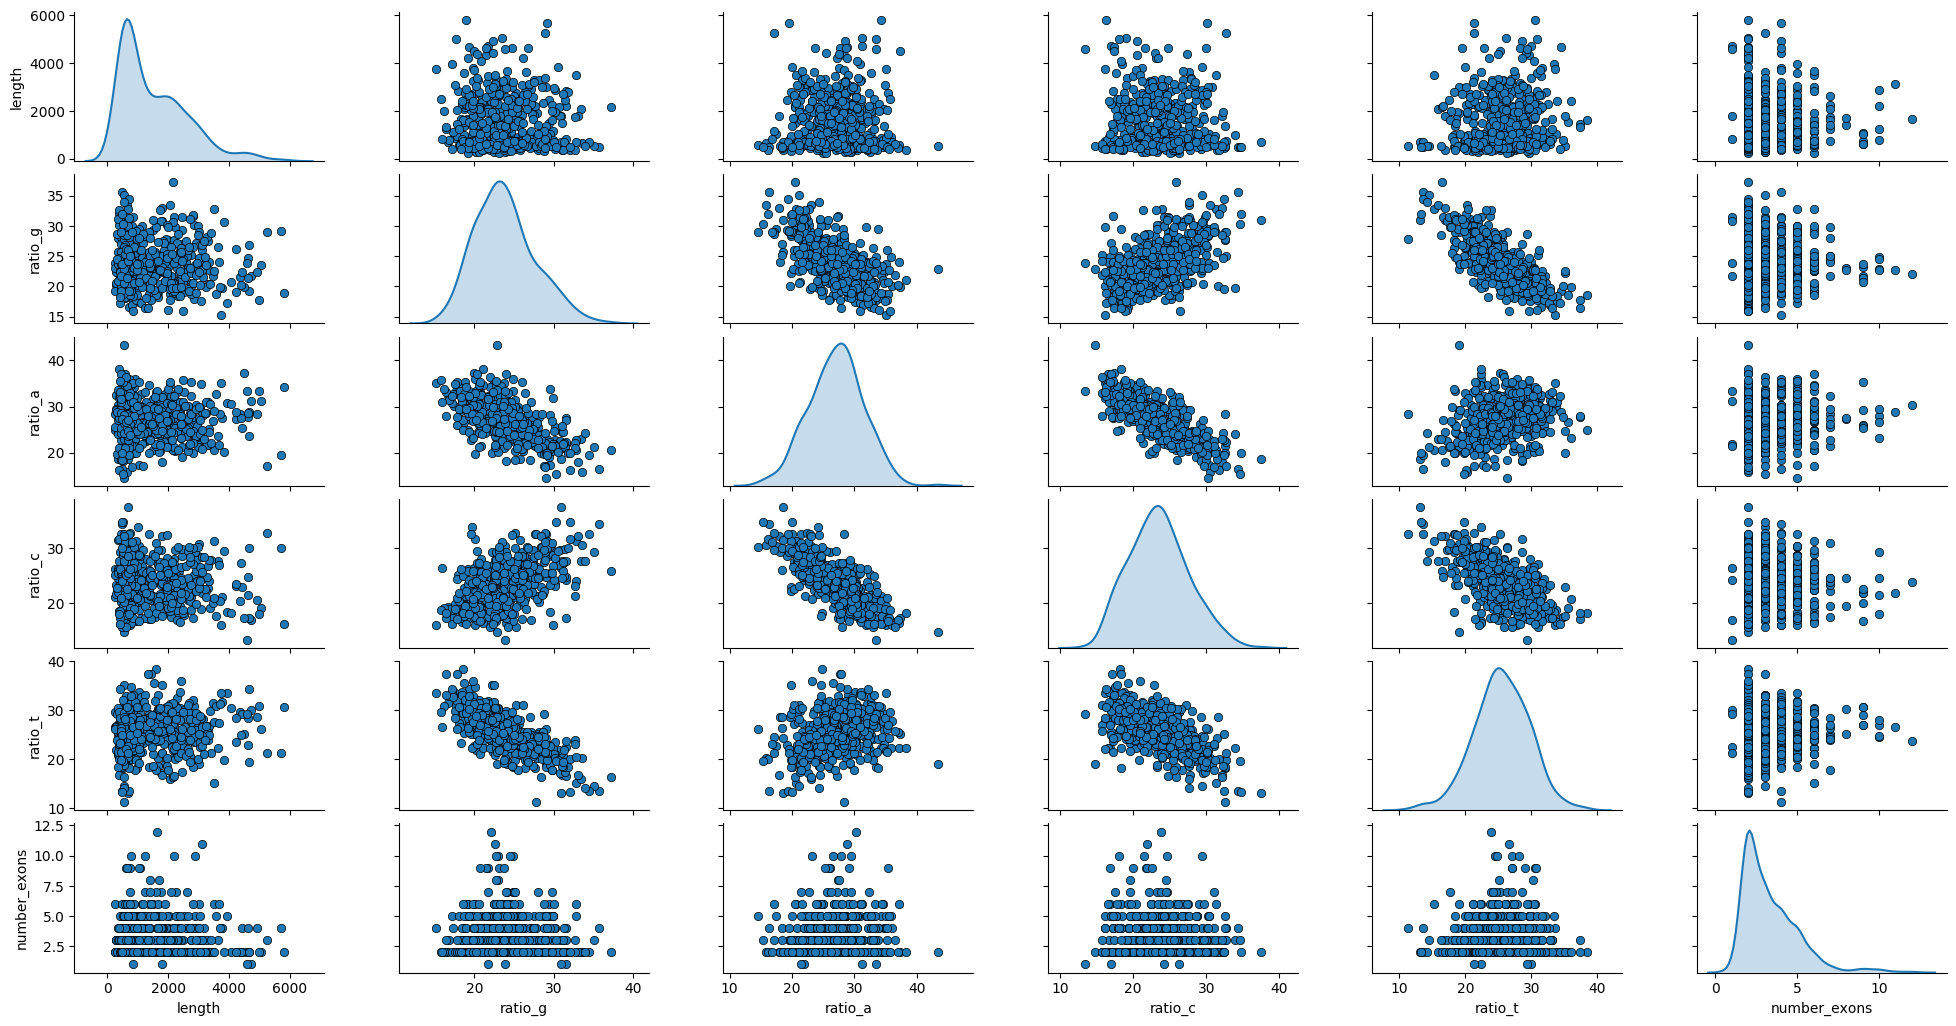 6000
4000
2000
0
length
35
30
25
20
15
ratio_g
40
30
20
ratio_a
30
20
ratio_c
40
30
20
10
ratio_t
12.5
10.0
7.5
5.0
2.5
number_exons
0 2000 4000 6000 20 30 40 10 20 30 40 20 30 40 10 20 30 40 0 5 10
length ratio_g ratio_a ratio_c ratio_t number_exons